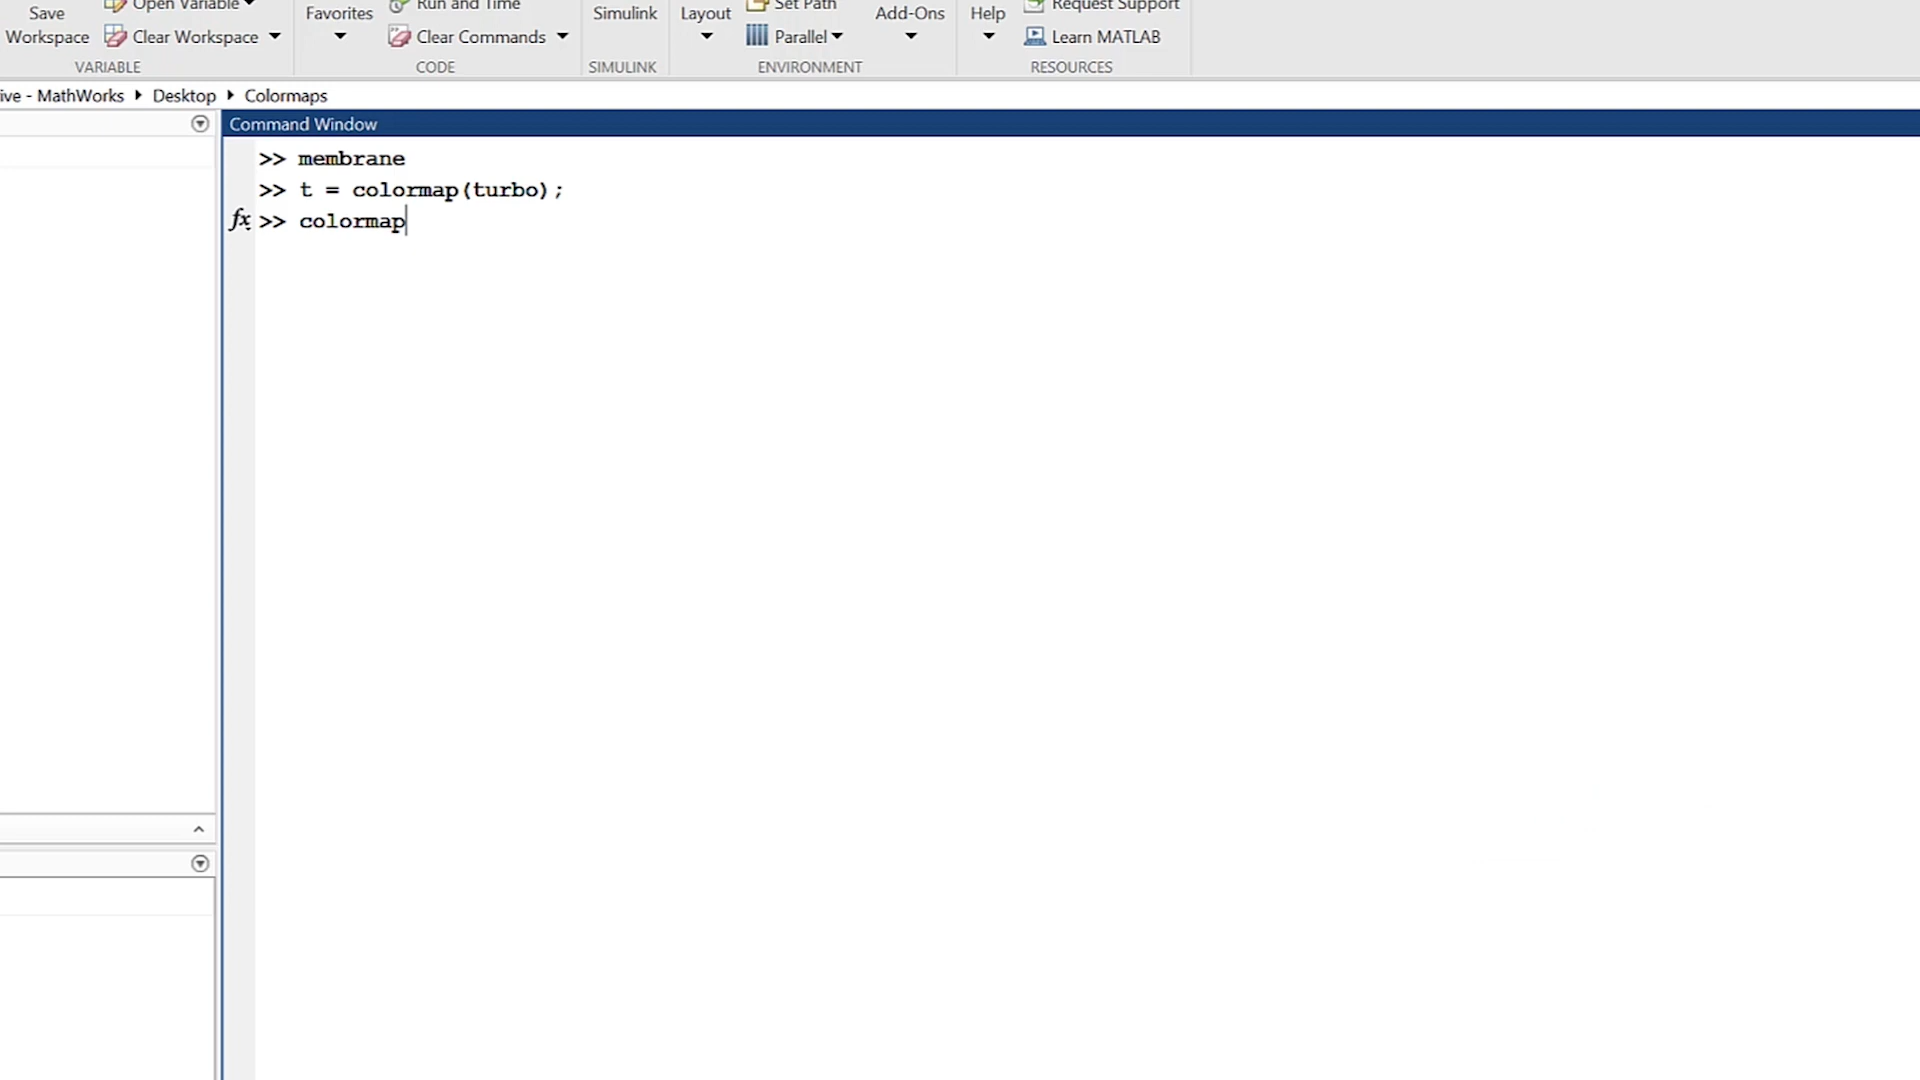 Save Workspace
Open Variable
Clear Workspace
VARIABLE
Favorites
Run and Time
Clear Commands
CODE
Simulink
SIMULINK
Layout
Set Path
Parallel
Add-Ons
ENVIRONMENT
Help
Request Support
Learn MATLAB
RESOURCES
ive - MathWorks Desktop Colormaps
Command Window
>> membrane
>> t = colormap(turbo);
fx >> colormap